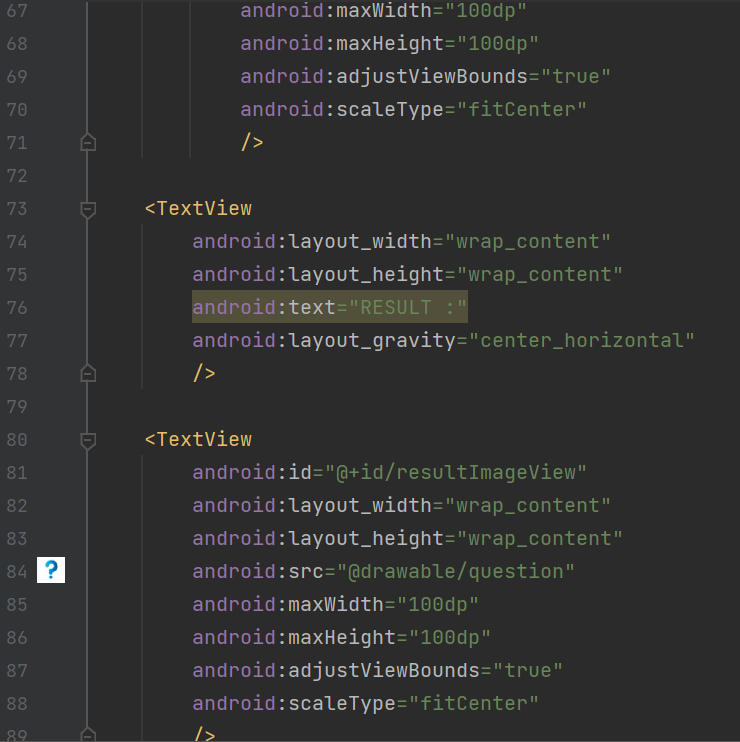 67 android:maxWidth="100dp"
68 android:maxHeight="100dp"
69 android:adjustViewBounds="true"
70 android:scaleType="fitCenter"
71 />
72
73 <TextView
74 android:layout_width="wrap_content"
75 android:layout_height="wrap_content"
76 android:text="RESULT :"
77 android:layout_gravity="center_horizontal"
78 />
79
80 <TextView
81 android:id="@+id/resultImageView"
82 android:layout_width="wrap_content"
83 android:layout_height="wrap_content"
84 ? android:src="@drawable/question"
85 android:maxWidth="100dp"
86 android:maxHeight="100dp"
87 android:adjustViewBounds="true"
88 android:scaleType="fitCenter"
89 />